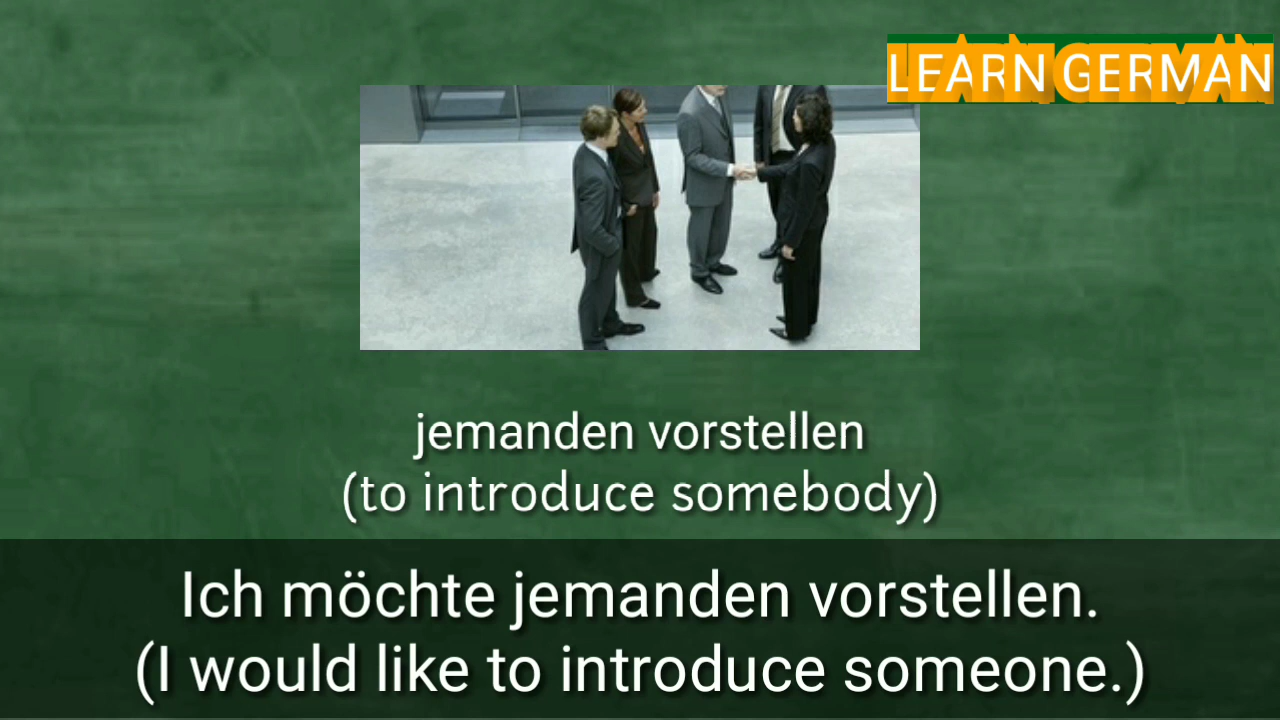 LEARN GERMAN
jemanden vorstellen
(to introduce somebody)
Ich möchte jemanden vorstellen.
(I would like to introduce someone.)